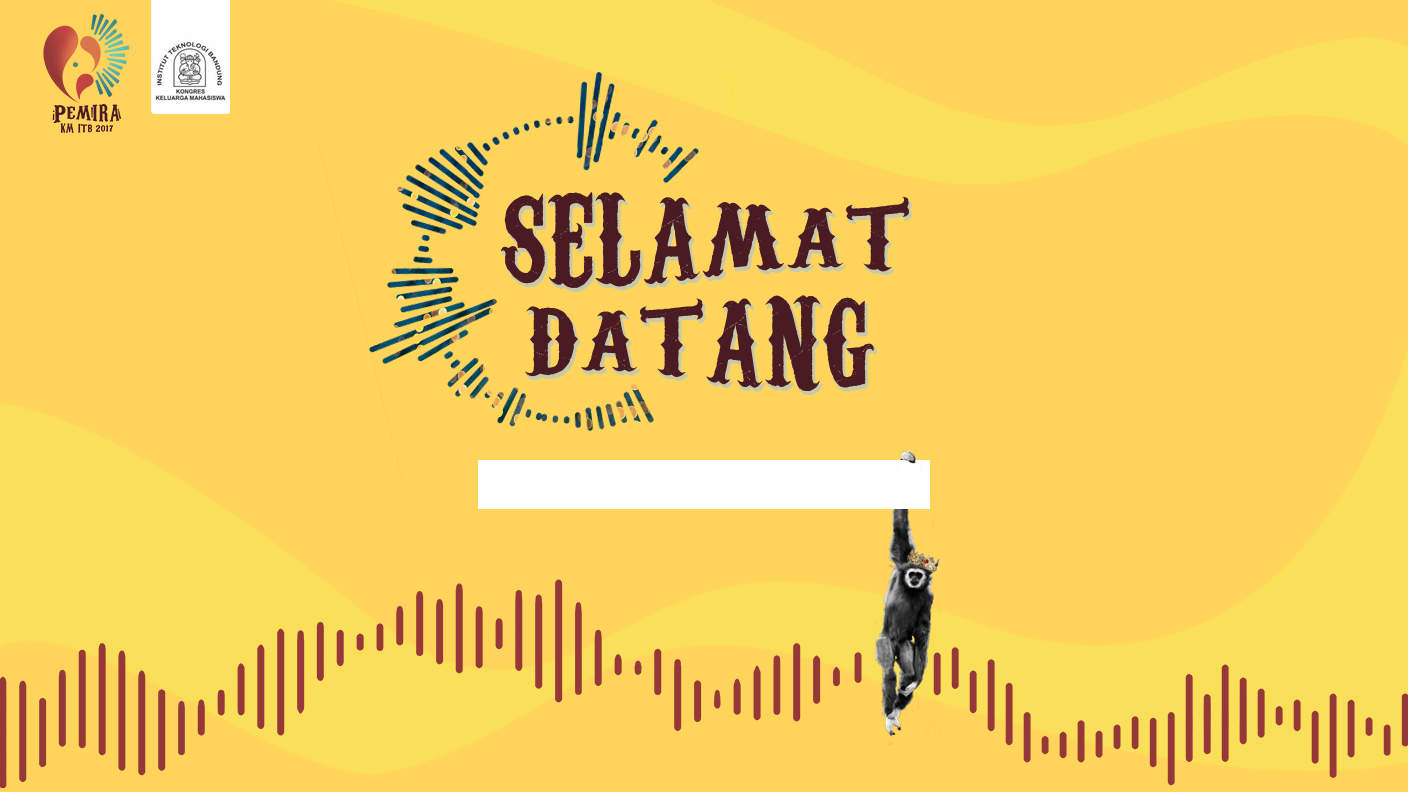 PEMIRA
KM ITB 2017
INSTITUT TEKNOLOGI BANDUNG
KONGRES
KELUARGA MAHASISWA
SELAMAT
DATANG